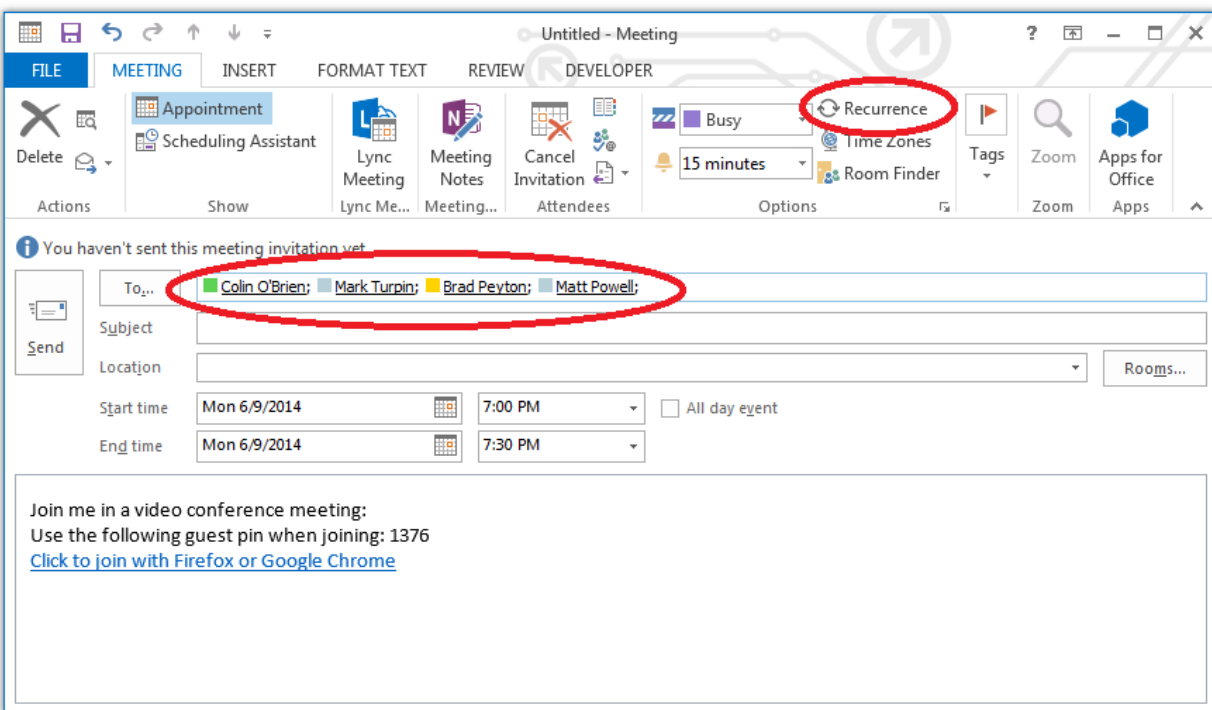 Untitled - Meeting
FILE MEETING INSERT FORMAT TEXT REVIEW DEVELOPER
Delete
Appointment
Scheduling Assistant
Lync Meeting
Meeting Notes
Cancel Invitation
Busy
15 minutes
Recurrence
Time Zones
Room Finder
Tags
Zoom
Apps for Office
Actions Show Lync Me... Meeting... Attendees Options Zoom Apps
You haven't sent this meeting invitation yet.
To... Colin O'Brien; Mark Turpin; Brad Peyton; Matt Powell;
Send
Subject
Location Rooms...
Start time Mon 6/9/2014 7:00 PM All day event
End time Mon 6/9/2014 7:30 PM
Join me in a video conference meeting:
Use the following guest pin when joining: 1376
Click to join with Firefox or Google Chrome